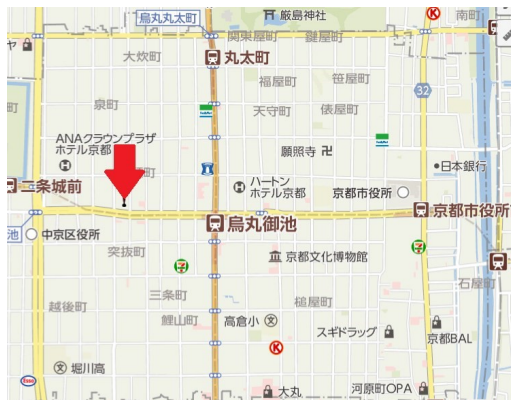 烏丸丸太町
厳島神社
南町
関東屋町
鍵屋町
大炊町
丸太町
笹屋町
福屋町
32
泉町
天守町
俵屋町
ANAクラウンプラザ
ホテル京都
願照寺
日本銀行
町
二条城前
ハートン
ホテル京都
京都市役所
烏丸御池
京都市役所
池
中京区役所
突抜町
京都文化博物館
石屋町
三条町
越後町
槌屋町
鯉山町
高倉小
文
スギドラッグ
京都BAL
K
文
堀川高
Esso
大丸
河原町OPA